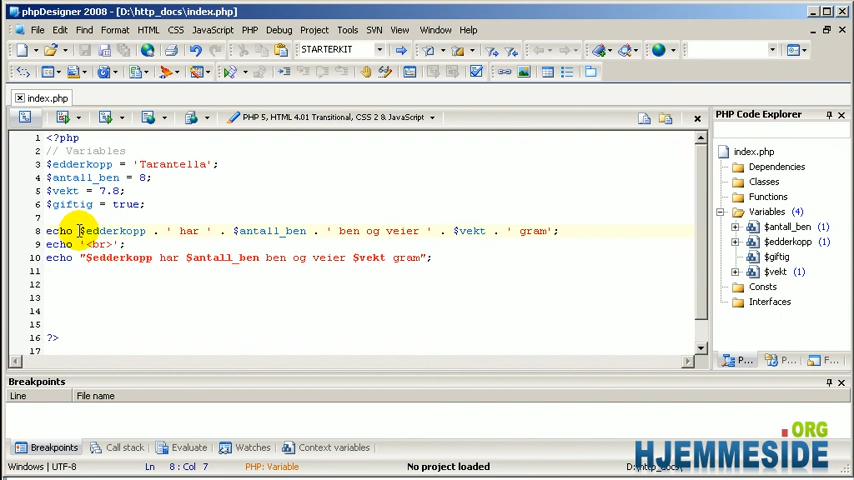 phpDesigner 2008 - [D:\http_docs\index.php]
File Edit Find Format HTML CSS JavaScript PHP Debug Project Tools SVN View Window Help
STARTERKIT
index.php
PHP 5, HTML 4.01 Transitional, CSS 2 & JavaScript
1 <?php
2 // Variables
3 $edderkopp = 'Tarantella';
4 $antall_ben = 8;
5 $vekt = 7.8;
6 $giftig = true;
7
8 echo $edderkopp . ' har ' . $antall_ben . ' ben og veier ' . $vekt . ' gram';
9 echo '<br>';
10 echo "$edderkopp har $antall_ben ben og veier $vekt gram";
11
12
13
14
15
16 ?>
17
PHP Code Explorer
index.php
Dependencies
Classes
Functions
Variables (4)
$antall_ben (1)
$edderkopp (1)
$giftig
$vekt (1)
Consts
Interfaces
P... P... F...
Breakpoints
Line File name
Breakpoints Call stack Evaluate Watches Context variables
Windows | UTF-8 Ln 8 : Col 7 PHP: Variable No project loaded D:\http_docs\
HJEMMESIDE.ORG